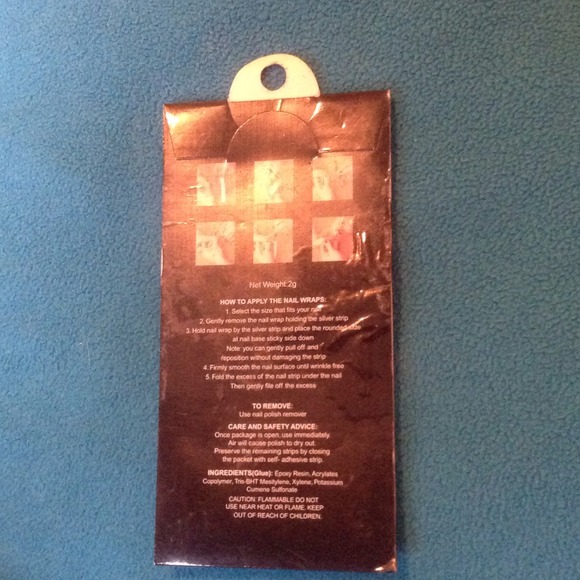 Net Weight:2g
HOW TO APPLY THE NAIL WRAPS:
1. Select the size that fits your nail
2. Gently remove the nail wrap holding the silver strip
3. Hold nail wrap by the silver strip and place the rounded side
at nail base sticky side down
Note: you can gently pull off and
reposition without damaging the strip
4. Firmly smooth the nail surface until wrinkle free
5. Fold the excess of the nail strip under the nail
Then gently file off the excess
TO REMOVE:
Use nail polish remover
CARE AND SAFETY ADVICE:
Once package is open, use immediately.
Air will cause polish to dry out.
Preserve the remaining strips by closing
the packet with self- adhesive strip.
INGREDIENTS(Glue): Epoxy Resin, Acrylates
Copolymer, Tris-BHT Mesitylene, Xylene, Potassium
Cumene Sulfonate
CAUTION: FLAMMABLE DO NOT
USE NEAR HEAT OR FLAME. KEEP
OUT OF REACH OF CHILDREN.